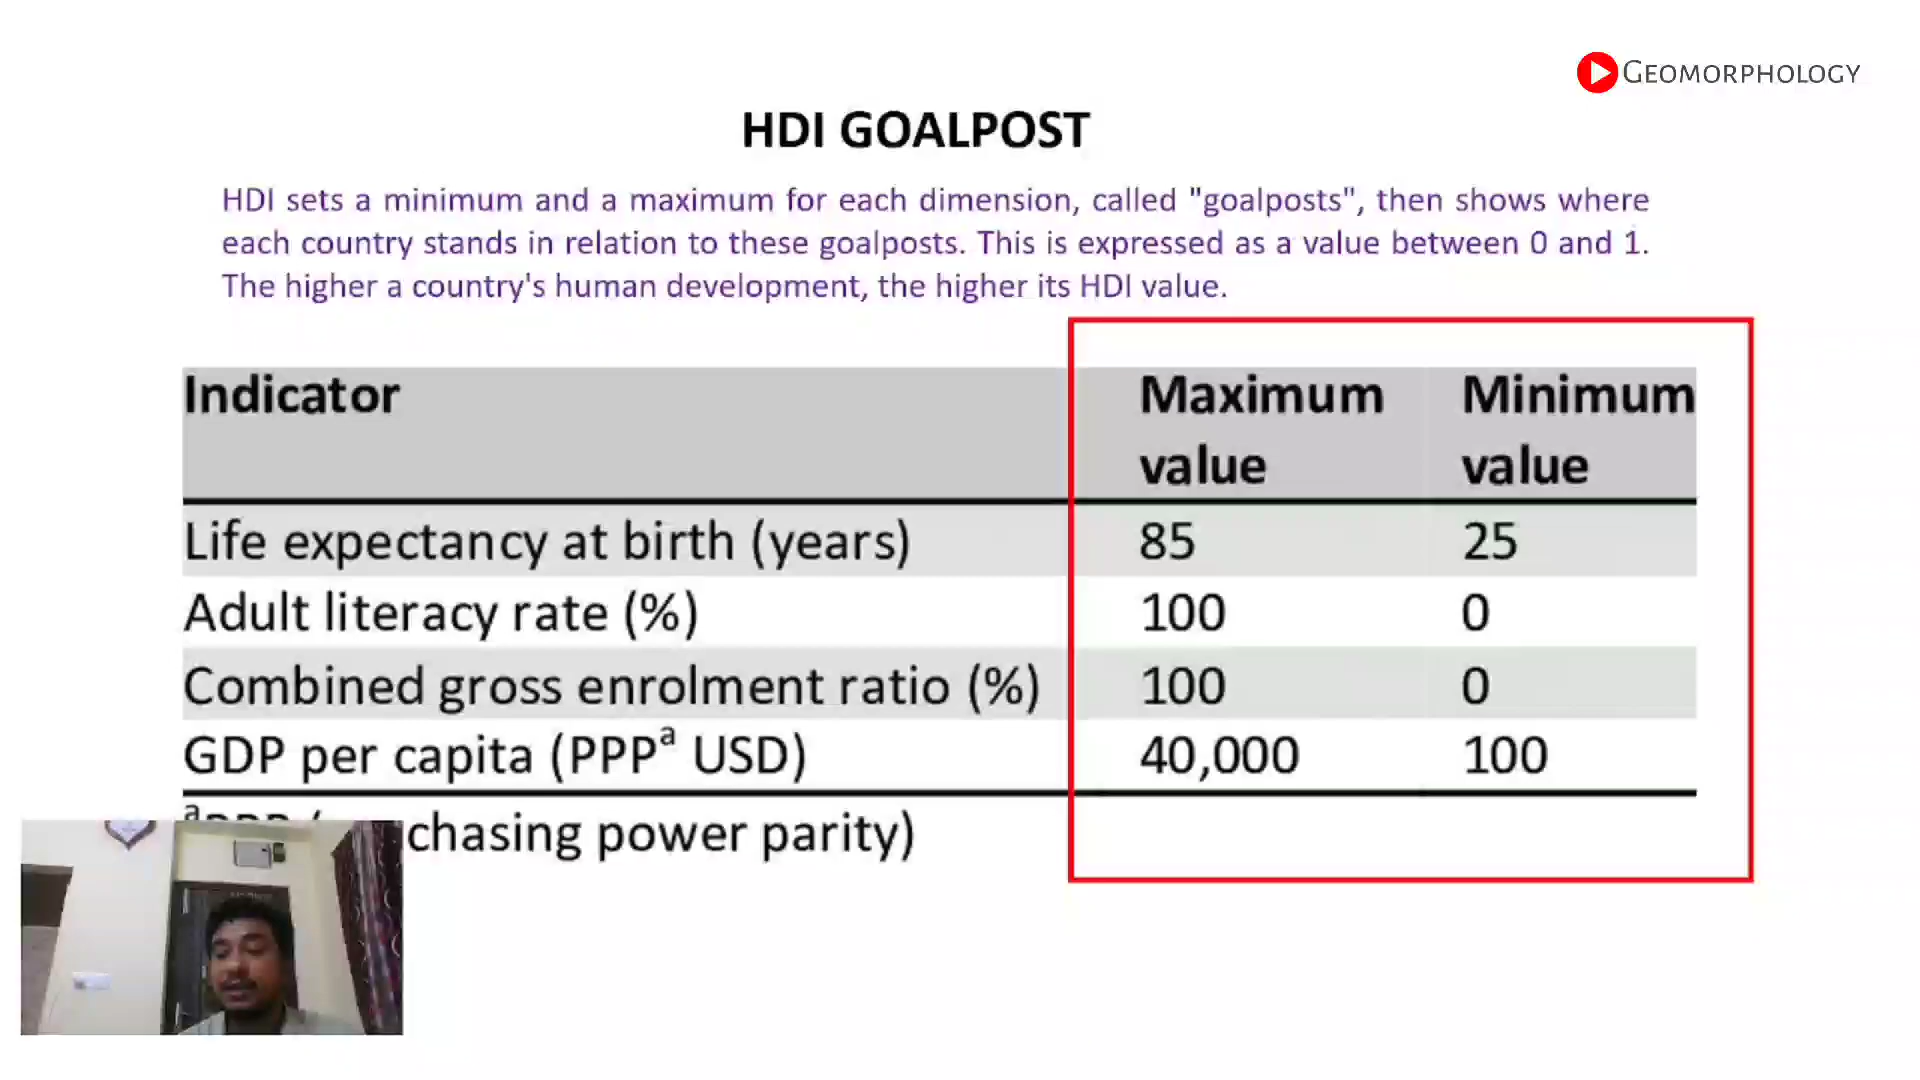 GEOMORPHOLOGY
HDI GOALPOST
HDI sets a minimum and a maximum for each dimension, called "goalposts", then shows where
each country stands in relation to these goalposts. This is expressed as a value between 0 and 1.
The higher a country's human development, the higher its HDI value.
Indicator Maximum value Minimum value
Life expectancy at birth (years) 85 25
Adult literacy rate (%) 100 0
Combined gross enrolment ratio (%) 100 0
GDP per capita (PPPᵃ USD) 40,000 100
chasing power parity)